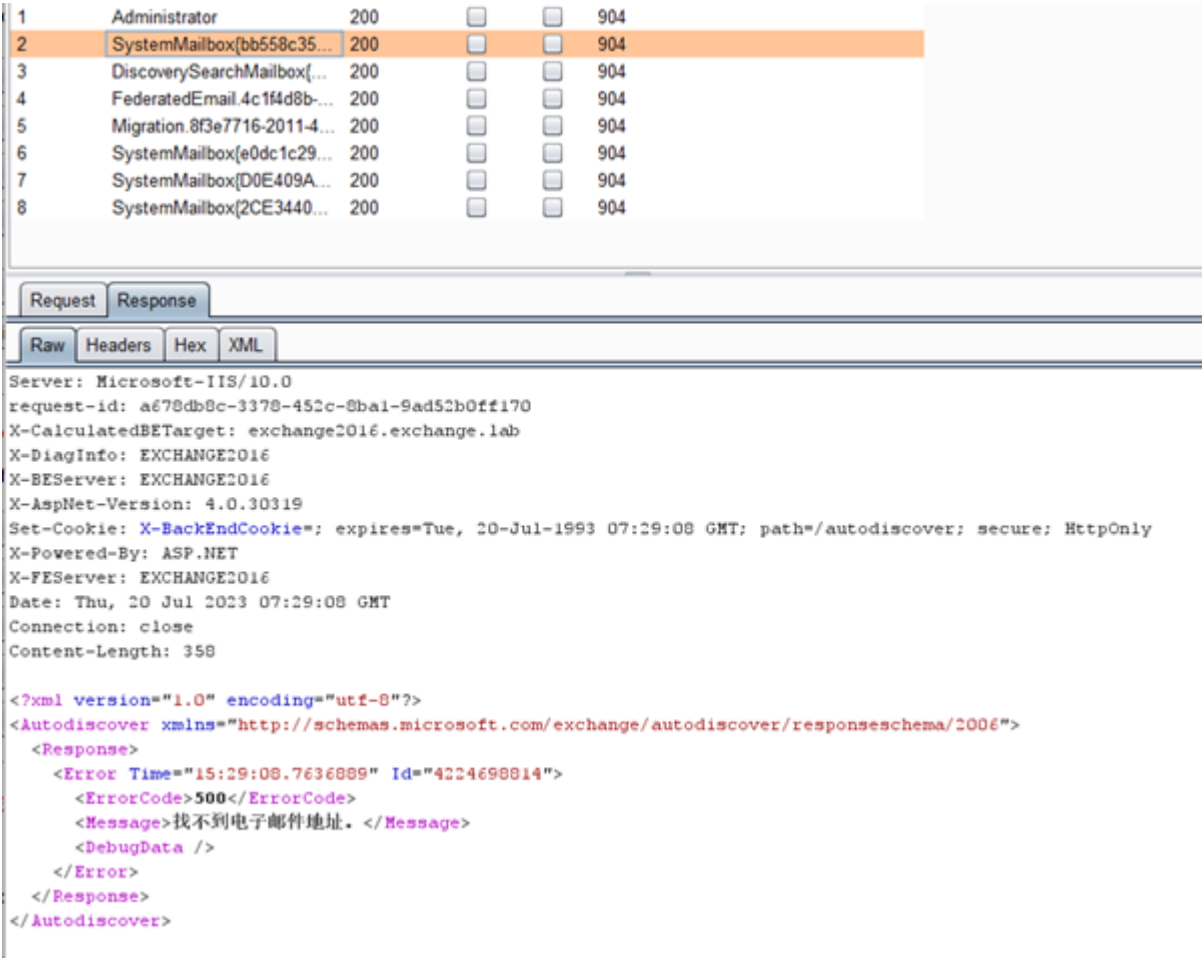 1 Administrator 200 904
2 SystemMailbox{bb558c35... 200 904
3 DiscoverySearchMailbox{... 200 904
4 FederatedEmail.4c1f4d8b-... 200 904
5 Migration.8f3e7716-2011-4... 200 904
6 SystemMailbox{e0dc1c29... 200 904
7 SystemMailbox{D0E409A... 200 904
8 SystemMailbox{2CE3440... 200 904
Request Response
Raw Headers Hex XML
Server: Microsoft-IIS/10.0
request-id: a678db8c-3378-452c-8ba1-9ad52b0ff170
X-CalculatedBETarget: exchange2016.exchange.lab
X-DiagInfo: EXCHANGE2016
X-BEServer: EXCHANGE2016
X-AspNet-Version: 4.0.30319
Set-Cookie: X-BackEndCookie=; expires=Tue, 20-Jul-1993 07:29:08 GMT; path=/autodiscover; secure; HttpOnly
X-Powered-By: ASP.NET
X-FEServer: EXCHANGE2016
Date: Thu, 20 Jul 2023 07:29:08 GMT
Connection: close
Content-Length: 358
<?xml version="1.0" encoding="utf-8"?>
<Autodiscover xmlns="http://schemas.microsoft.com/exchange/autodiscover/responseschema/2006">
<Response>
<Error Time="15:29:08.7636889" Id="4224698814">
<ErrorCode>500</ErrorCode>
<Message>找不到电子邮件地址. </Message>
<DebugData />
</Error>
</Response>
</Autodiscover>